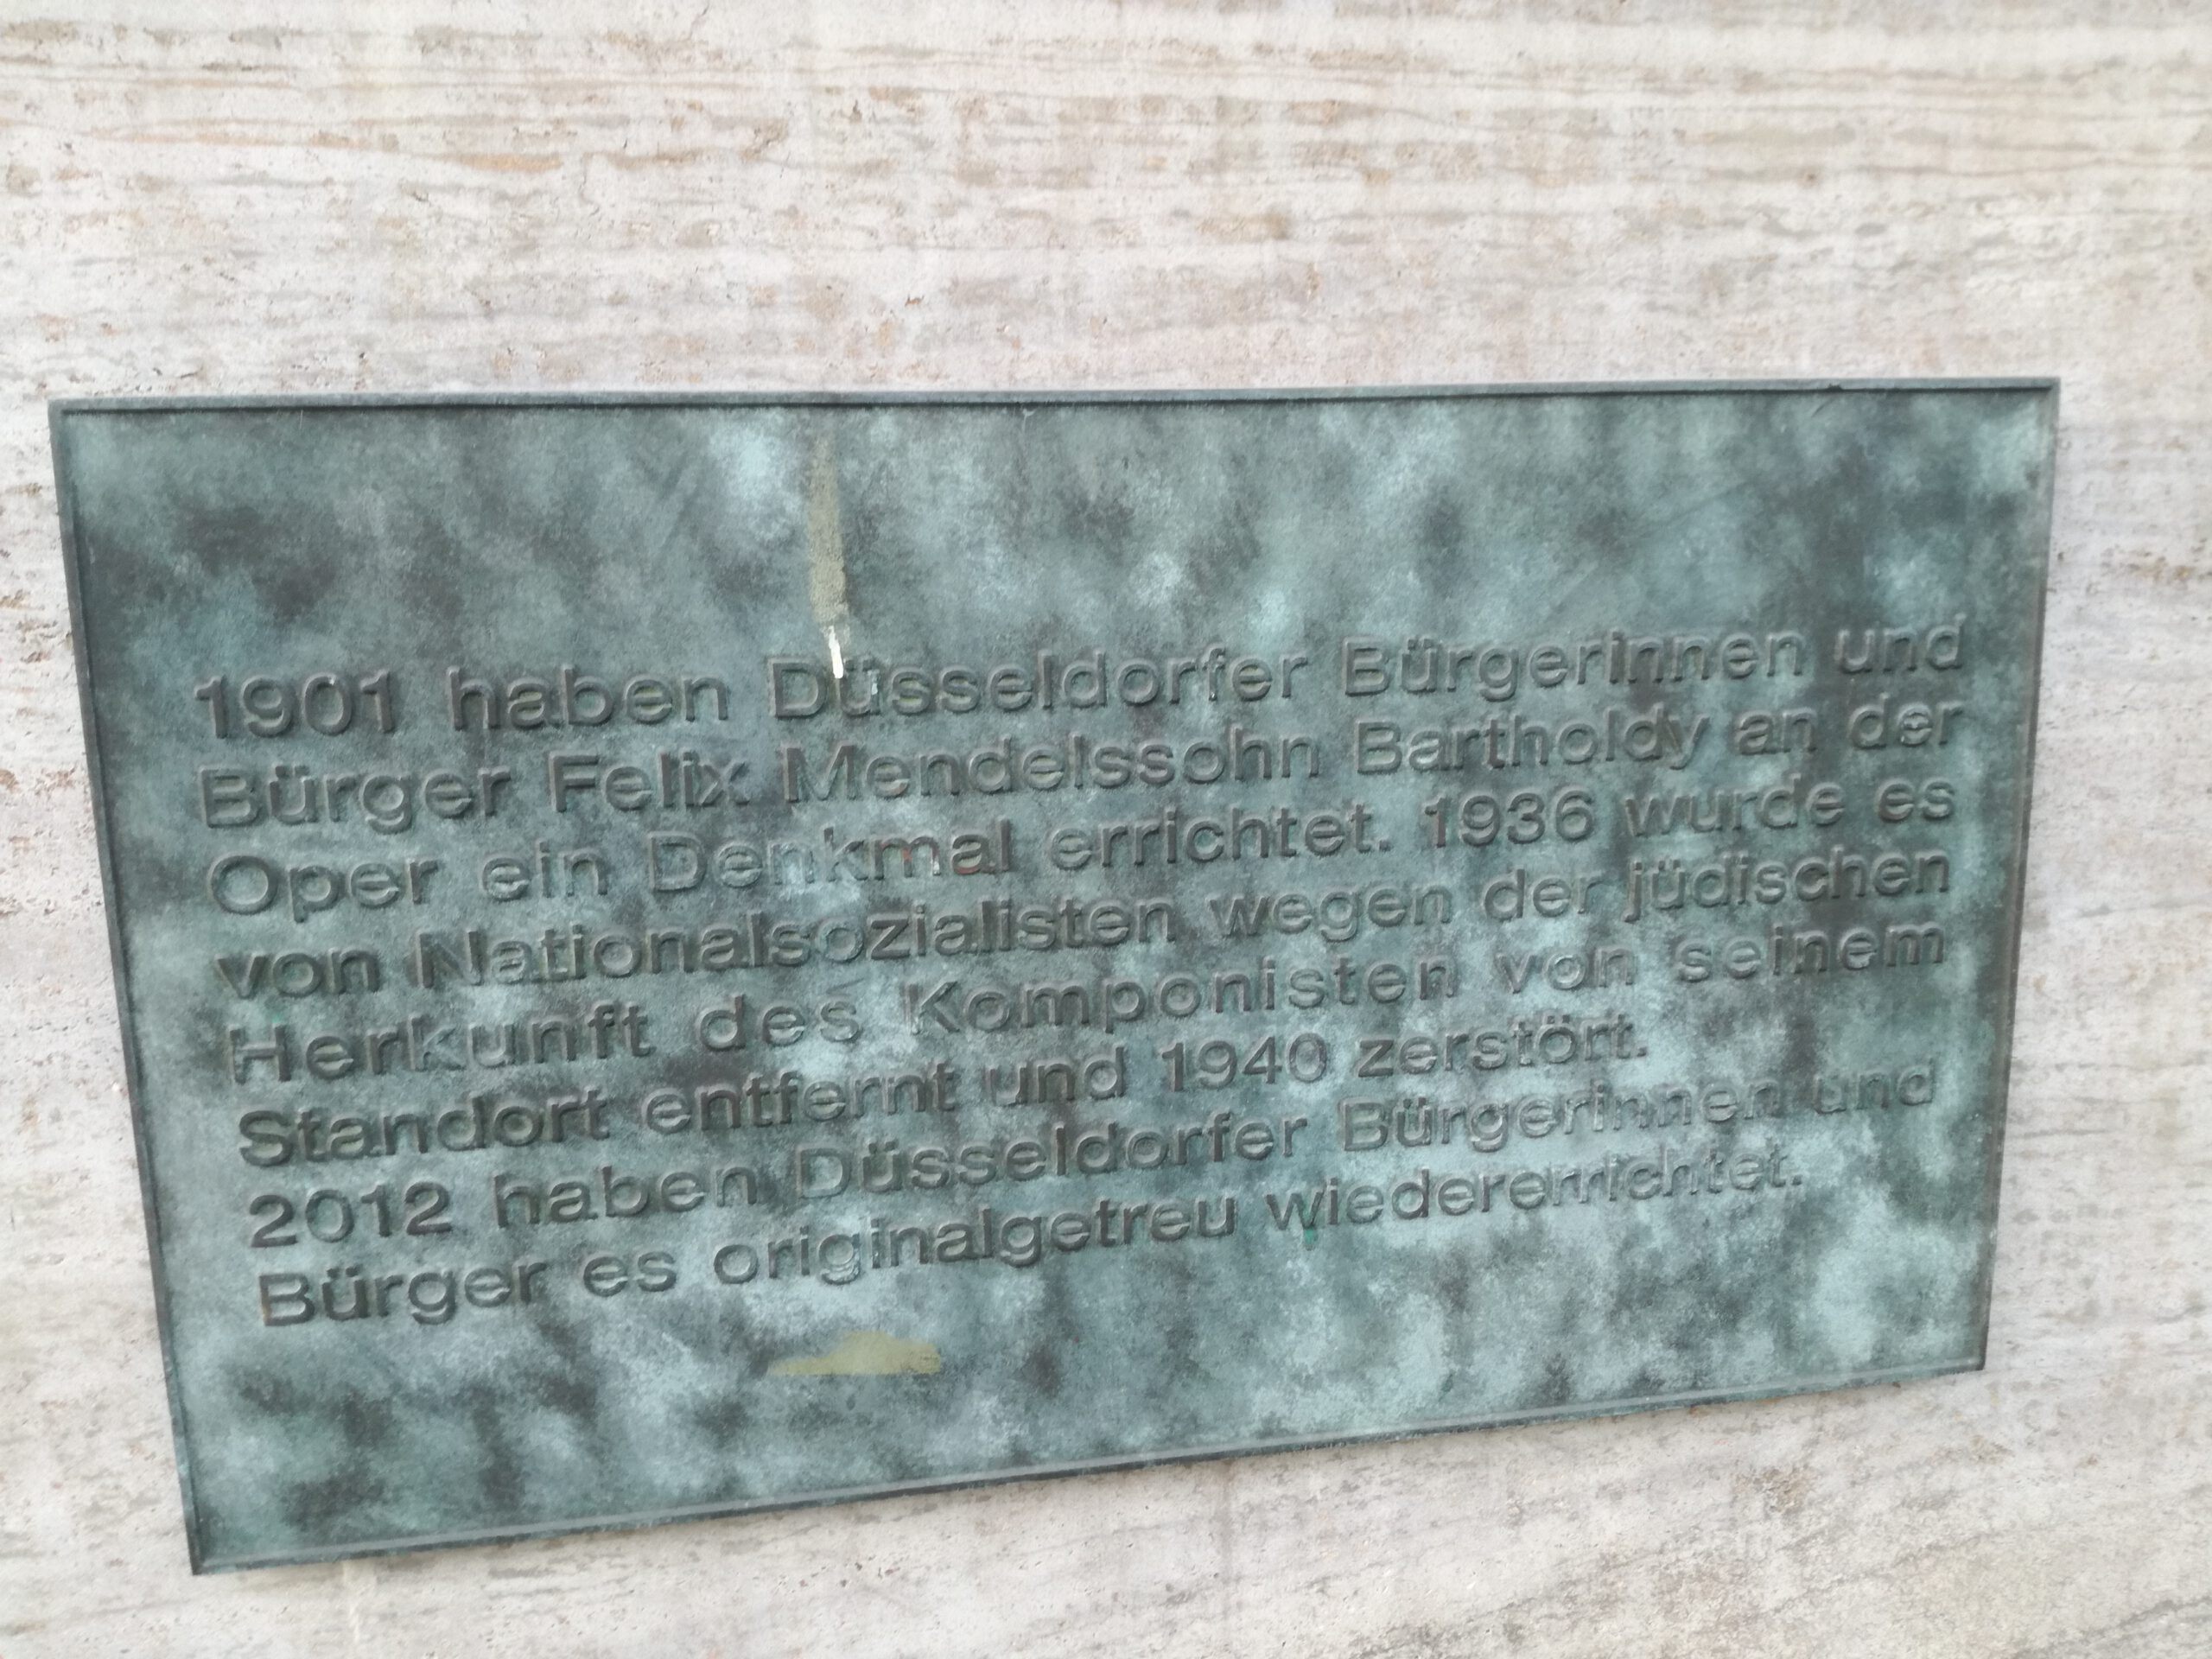 1901 haben Düsseldorfer Bürgerinnen und
Bürger Felix Mendelssohn Bartholdy an der
Oper ein Denkmal errichtet. 1936 wurde es
von Nationalsozialisten wegen der jüdischen
Herkunft des Komponisten von seinem
Standort entfernt und 1940 zerstört.
2012 haben Düsseldorfer Bürgerinnen und
Bürger es originalgetreu wiedererrichtet.